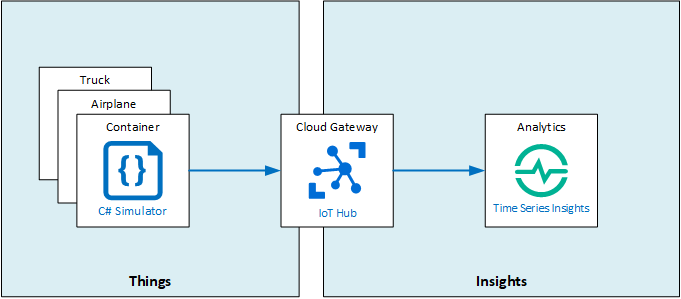 Truck
Airplane
Container
{ }
C# Simulator
Cloud Gateway
IoT Hub
Analytics
Time Series Insights
Things
Insights